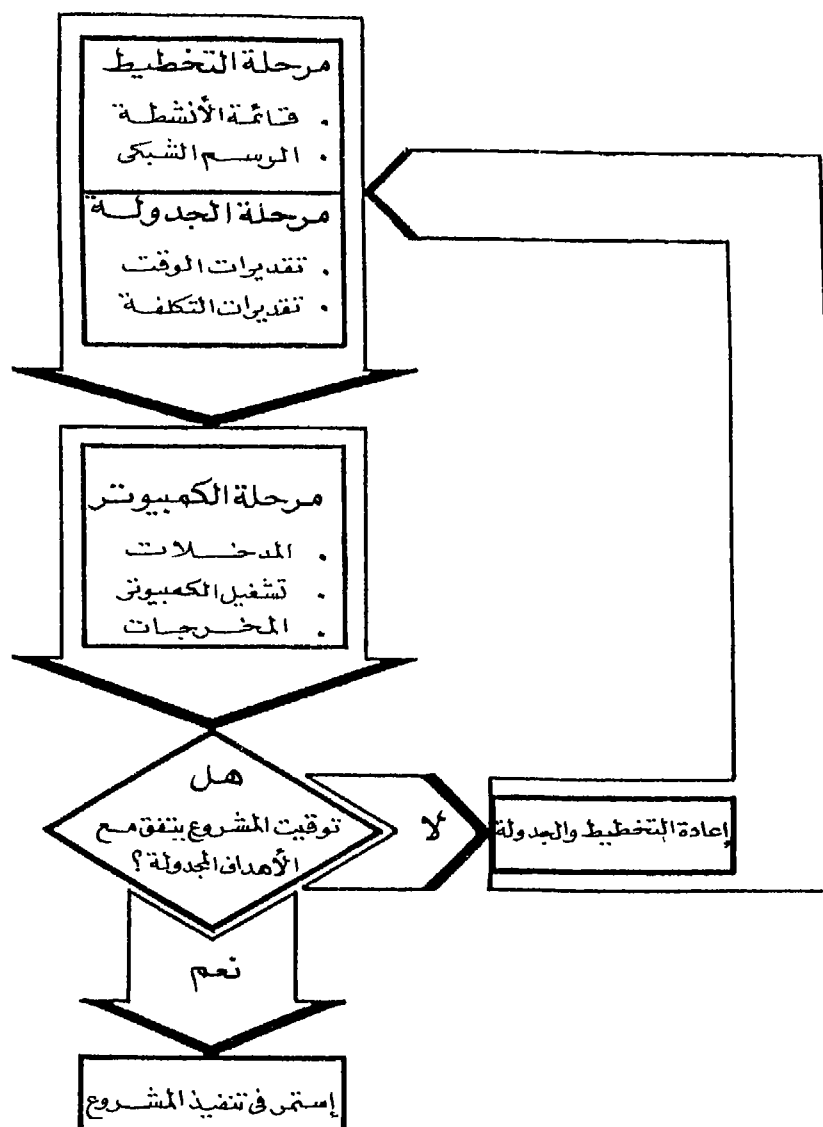 مرحلة التخطيط
. قائمة الأنشطة
. الرسم الشبكى
مرحلة الجدولة
. تقديرات الوقت
. تقديرات التكلفة
مرحلة الكمبيوتر
. المدخلات
. تشغيل الكمبيوتر
. المخرجات
هل
توقيت المشروع يتفق مع
الأهداف المجدولة ؟
لا
إعادة التخطيط والجدولة
نعم
إستمر فى تنفيذ المشروع